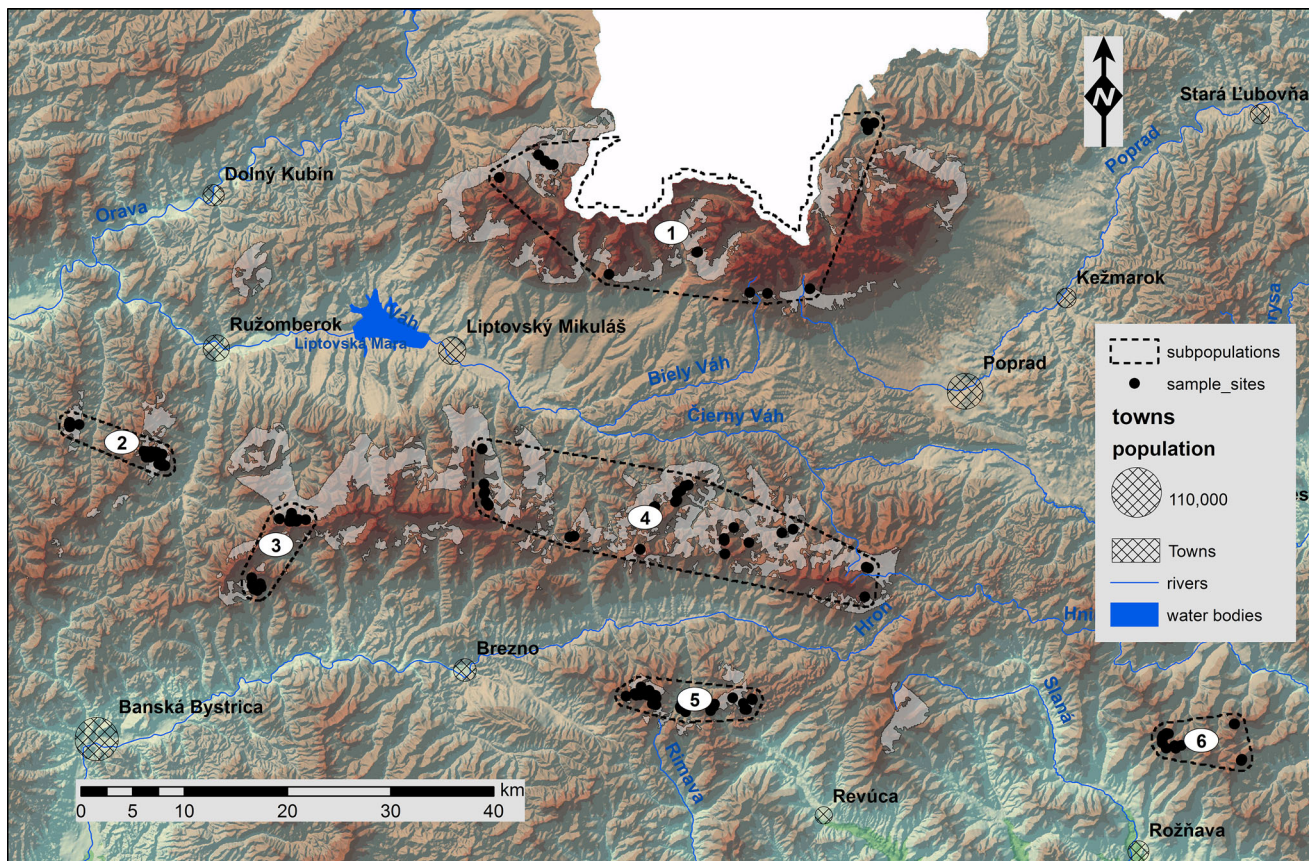 N
Stará Ľubovňa
Poprad
Dolný Kubín
Orava
1
Kežmarok
Ružomberok
Váh
Liptovská Mara
Liptovský Mikuláš
Poprad
Biely Váh
Čierny Váh
subpopulations
sample_sites
towns
population
110,000
Towns
rivers
water bodies
2
3
4
Hron
Brezno
Banská Bystrica
5
Slaná
6
Rimava
Revúca
Rožňava
km
0 5 10 20 30 40